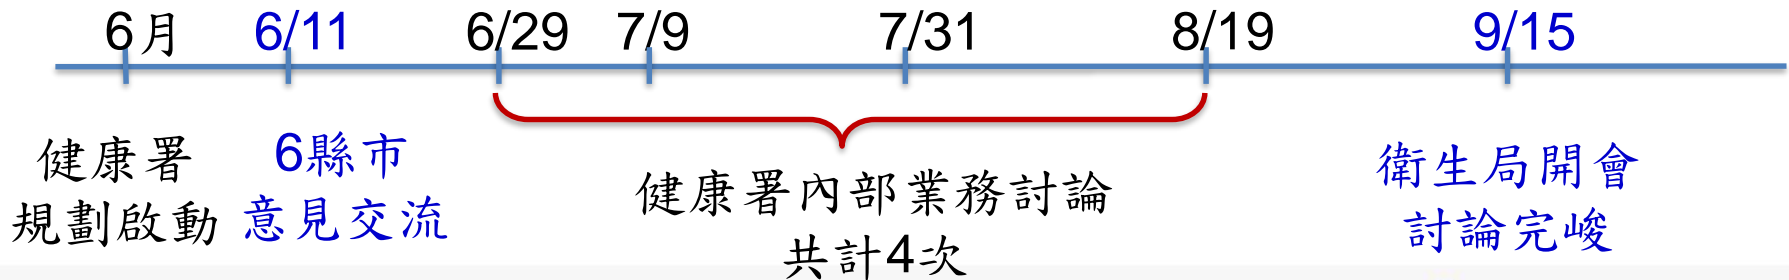 6月 6/11 6/29 7/9 7/31 8/19 9/15
健康署
規劃啟動
6縣市
意見交流
健康署內部業務討論
共計4次
衛生局開會
討論完峻